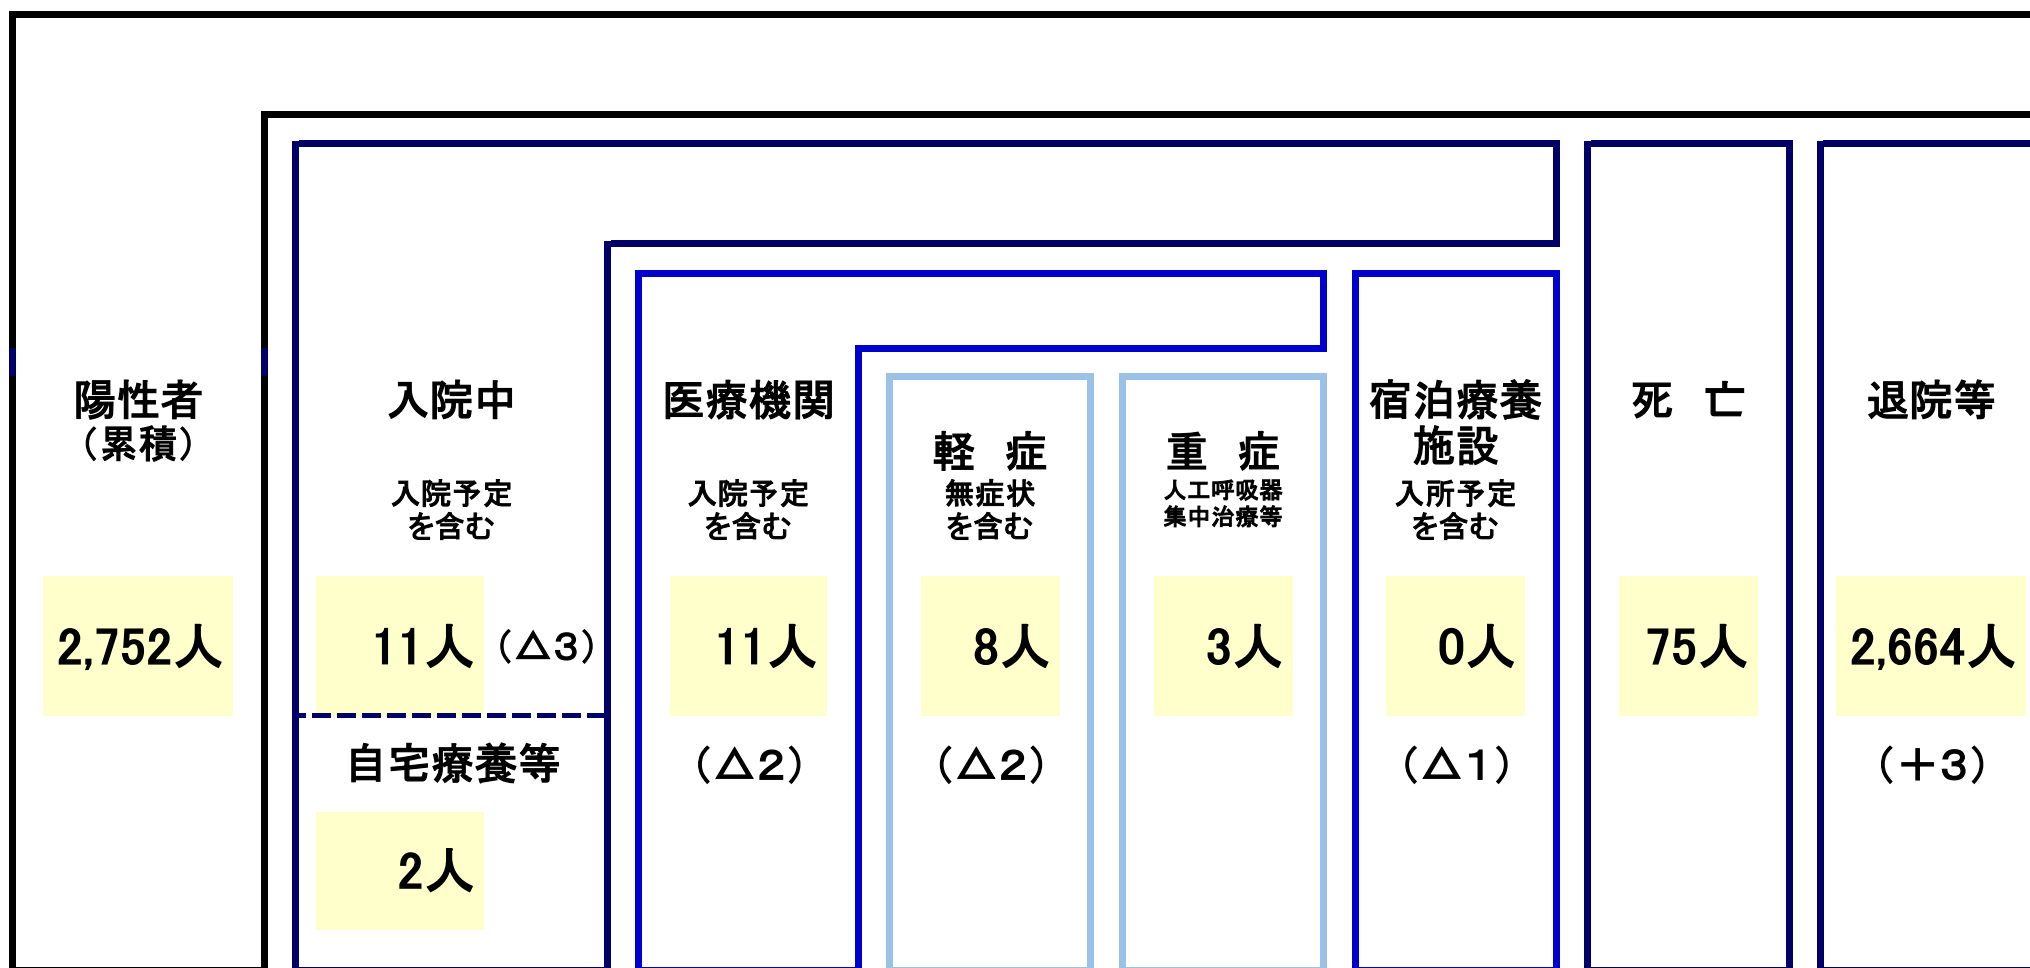 陽性者
（累積）
2,752人
入院中
入院予定
を含む
11人（△3）
自宅療養等
2人
医療機関
入院予定
を含む
11人
（△2）
軽 症
無症状
を含む
8人
（△2）
重 症
人工呼吸器
集中治療等
3人
宿泊療養
施設
入所予定
を含む
0人
（△1）
死 亡
75人
退院等
2,664人
（＋3）